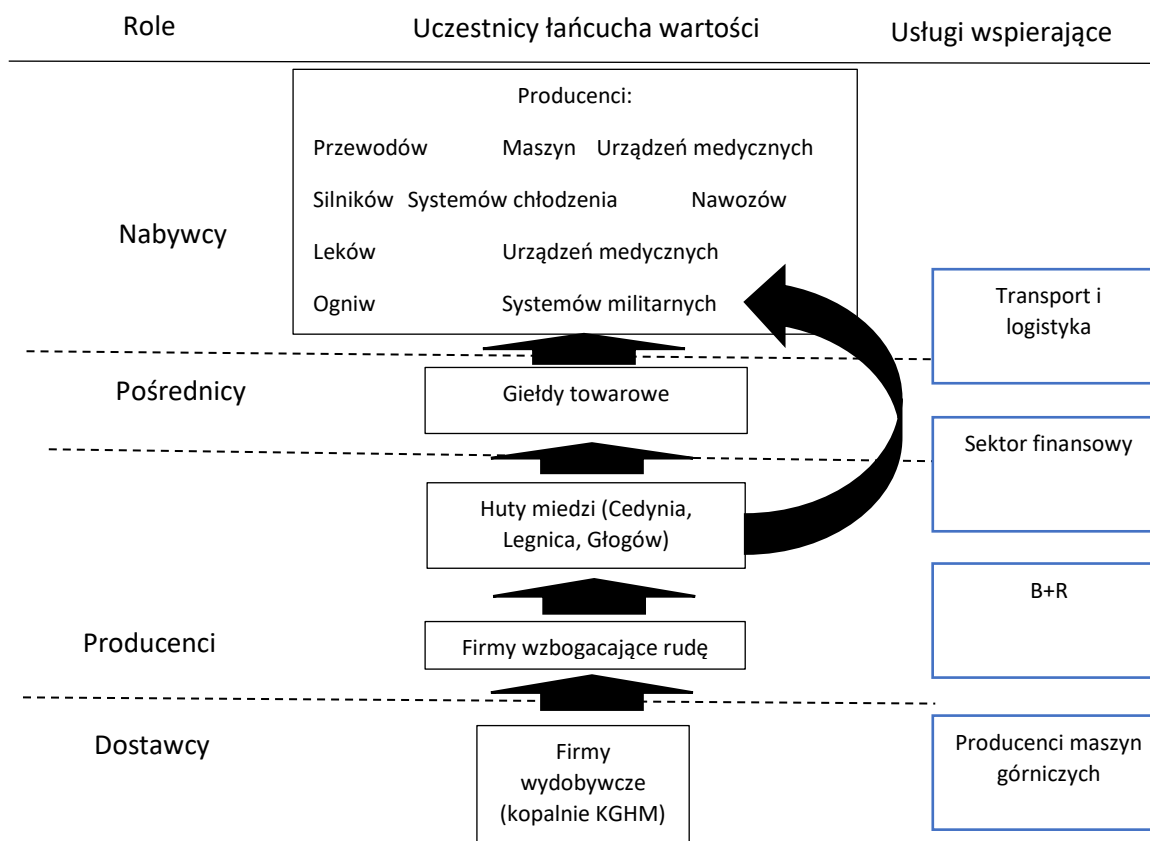 Role Uczestnicy łańcucha wartości Usługi wspierające
Producenci:
Przewodów Maszyn Urządzeń medycznych
Silników Systemów chłodzenia Nawozów
Nabywcy
Leków Urządzeń medycznych
Ogniw Systemów militarnych
Transport i
logistyka
Pośrednicy
Giełdy towarowe
Sektor finansowy
Huty miedzi (Cedynia,
Legnica, Głogów)
B+R
Producenci
Firmy wzbogacające rudę
Dostawcy
Firmy
wydobywcze
(kopalnie KGHM)
Producenci maszyn
górniczych